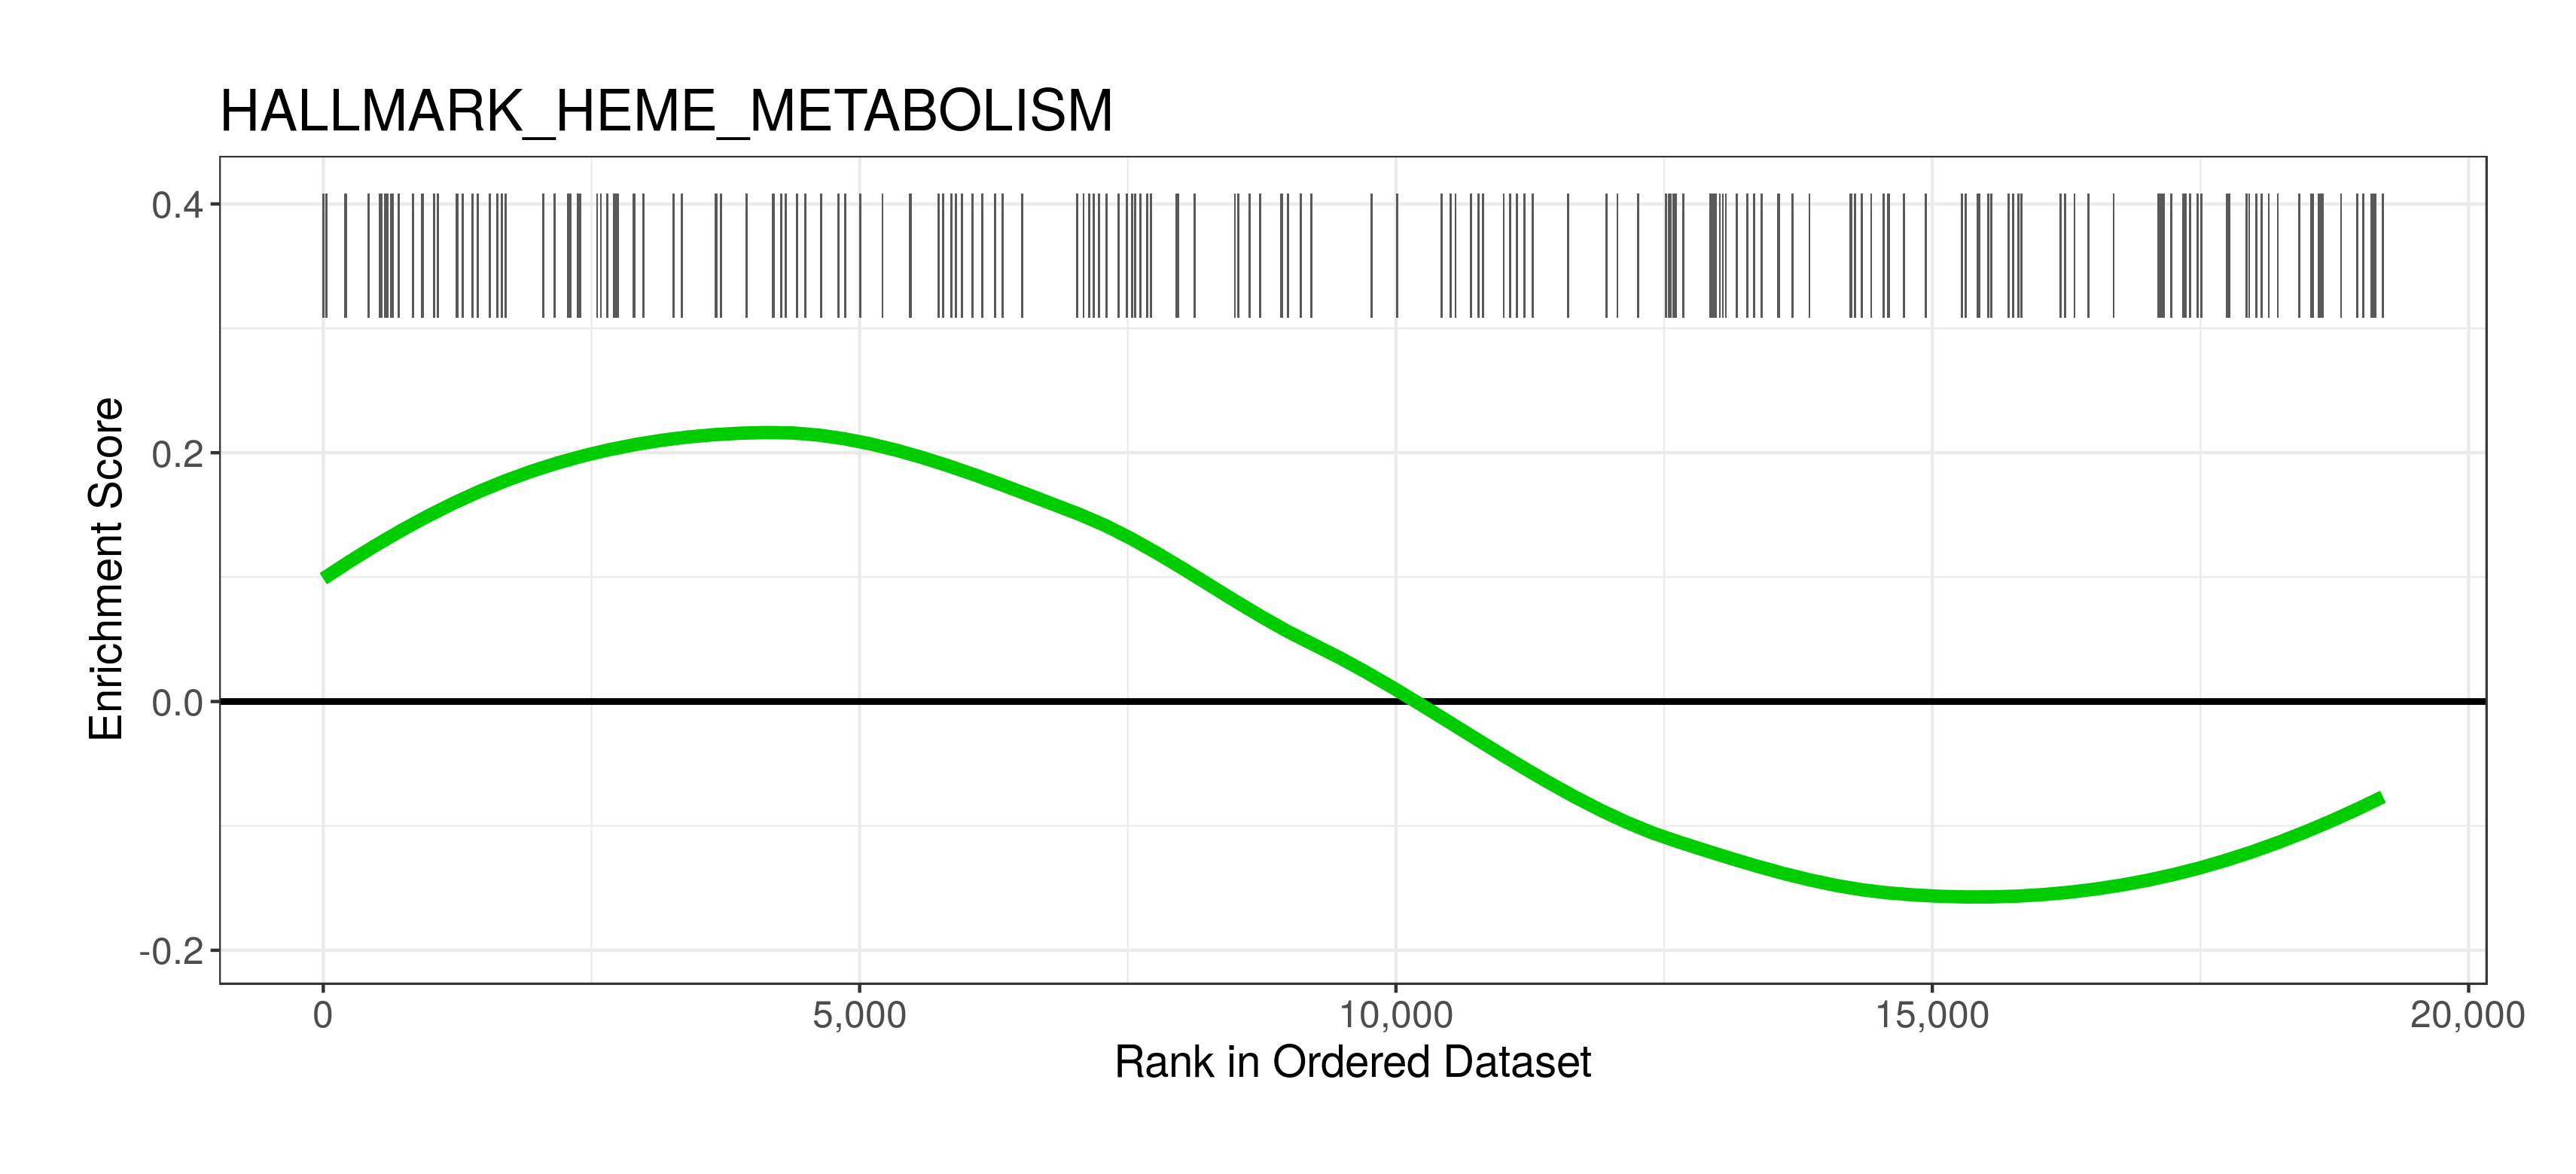 HALLMARK_HEME_METABOLISM
0.4
0.2
0.0
-0.2
Enrichment Score
0 5,000 10,000 15,000 20,000
Rank in Ordered Dataset